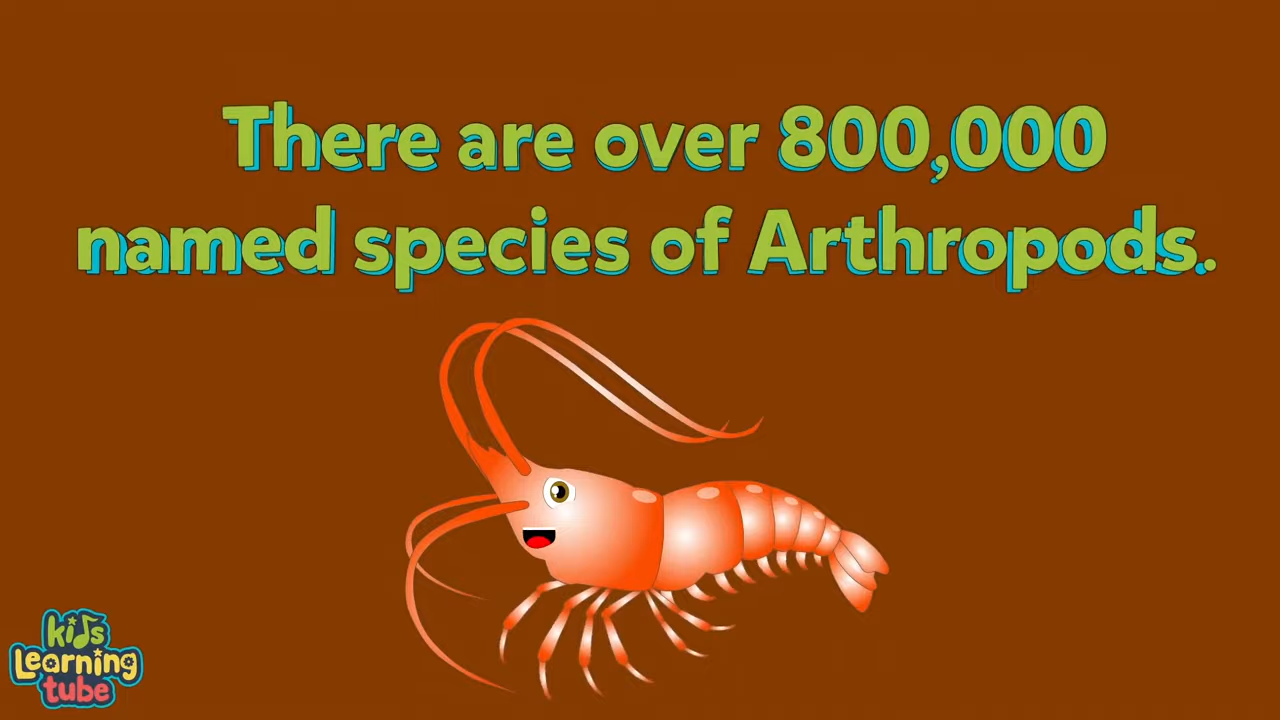 There are over 800,000
named species of Arthropods.
kids
Learning
tube